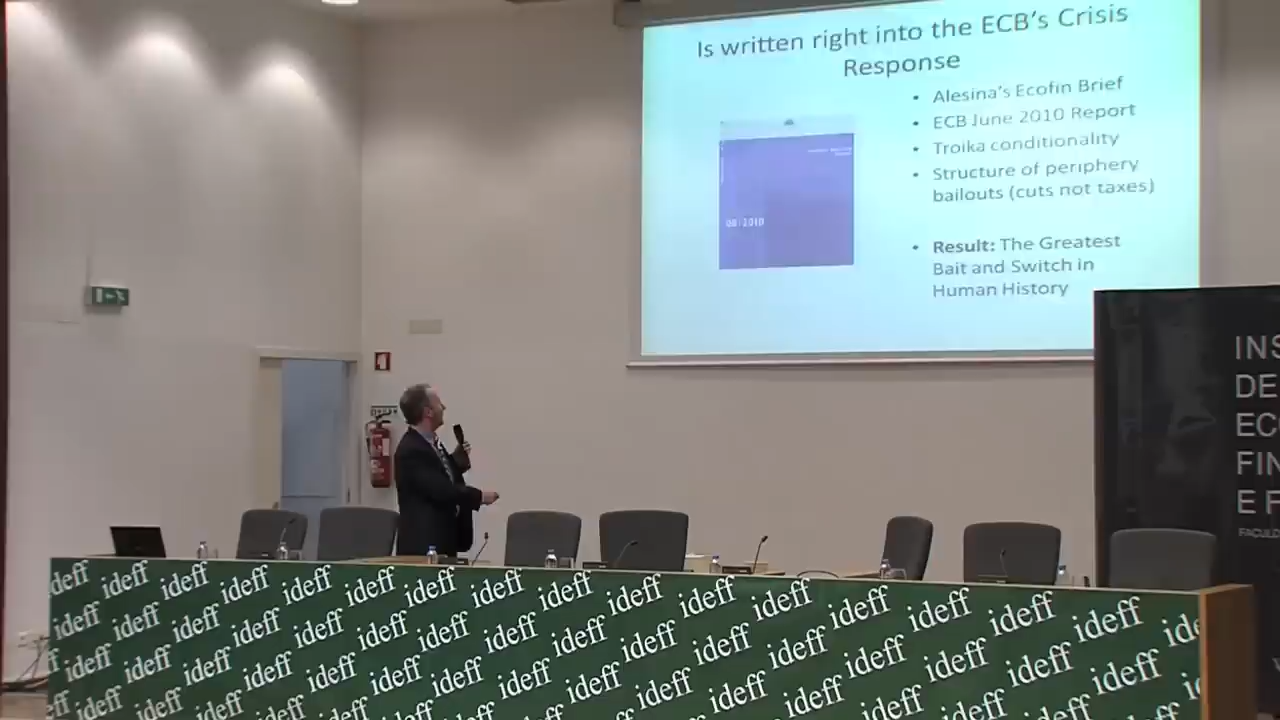 Is written right into the ECB's Crisis
Response
• Alesina's Ecofin Brief
• ECB June 2010 Report
• Troika conditionality
• Structure of periphery
bailouts (cuts not taxes)
• Result: The Greatest
Bait and Switch in
Human History
2010
INS
DE
EC
FIN
E F
FACULD
ideff ideff ideff ideff ideff ideff ideff ideff ideff ideff ideff ideff ideff ideff ideff ideff